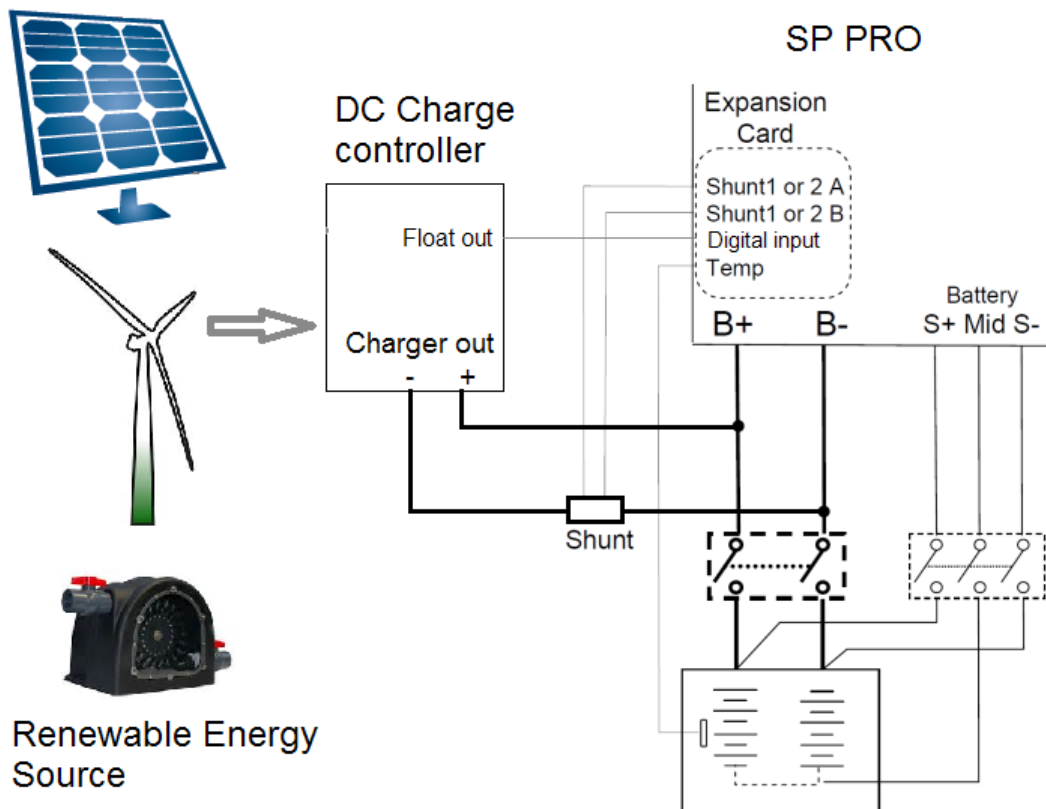 SP PRO
DC Charge
controller
Expansion
Card
Shunt1 or 2 A
Shunt1 or 2 B
Float out
Digital input
Temp
Battery
B+ B- S+ Mid S-
Charger out
- +
Shunt
Renewable Energy
Source